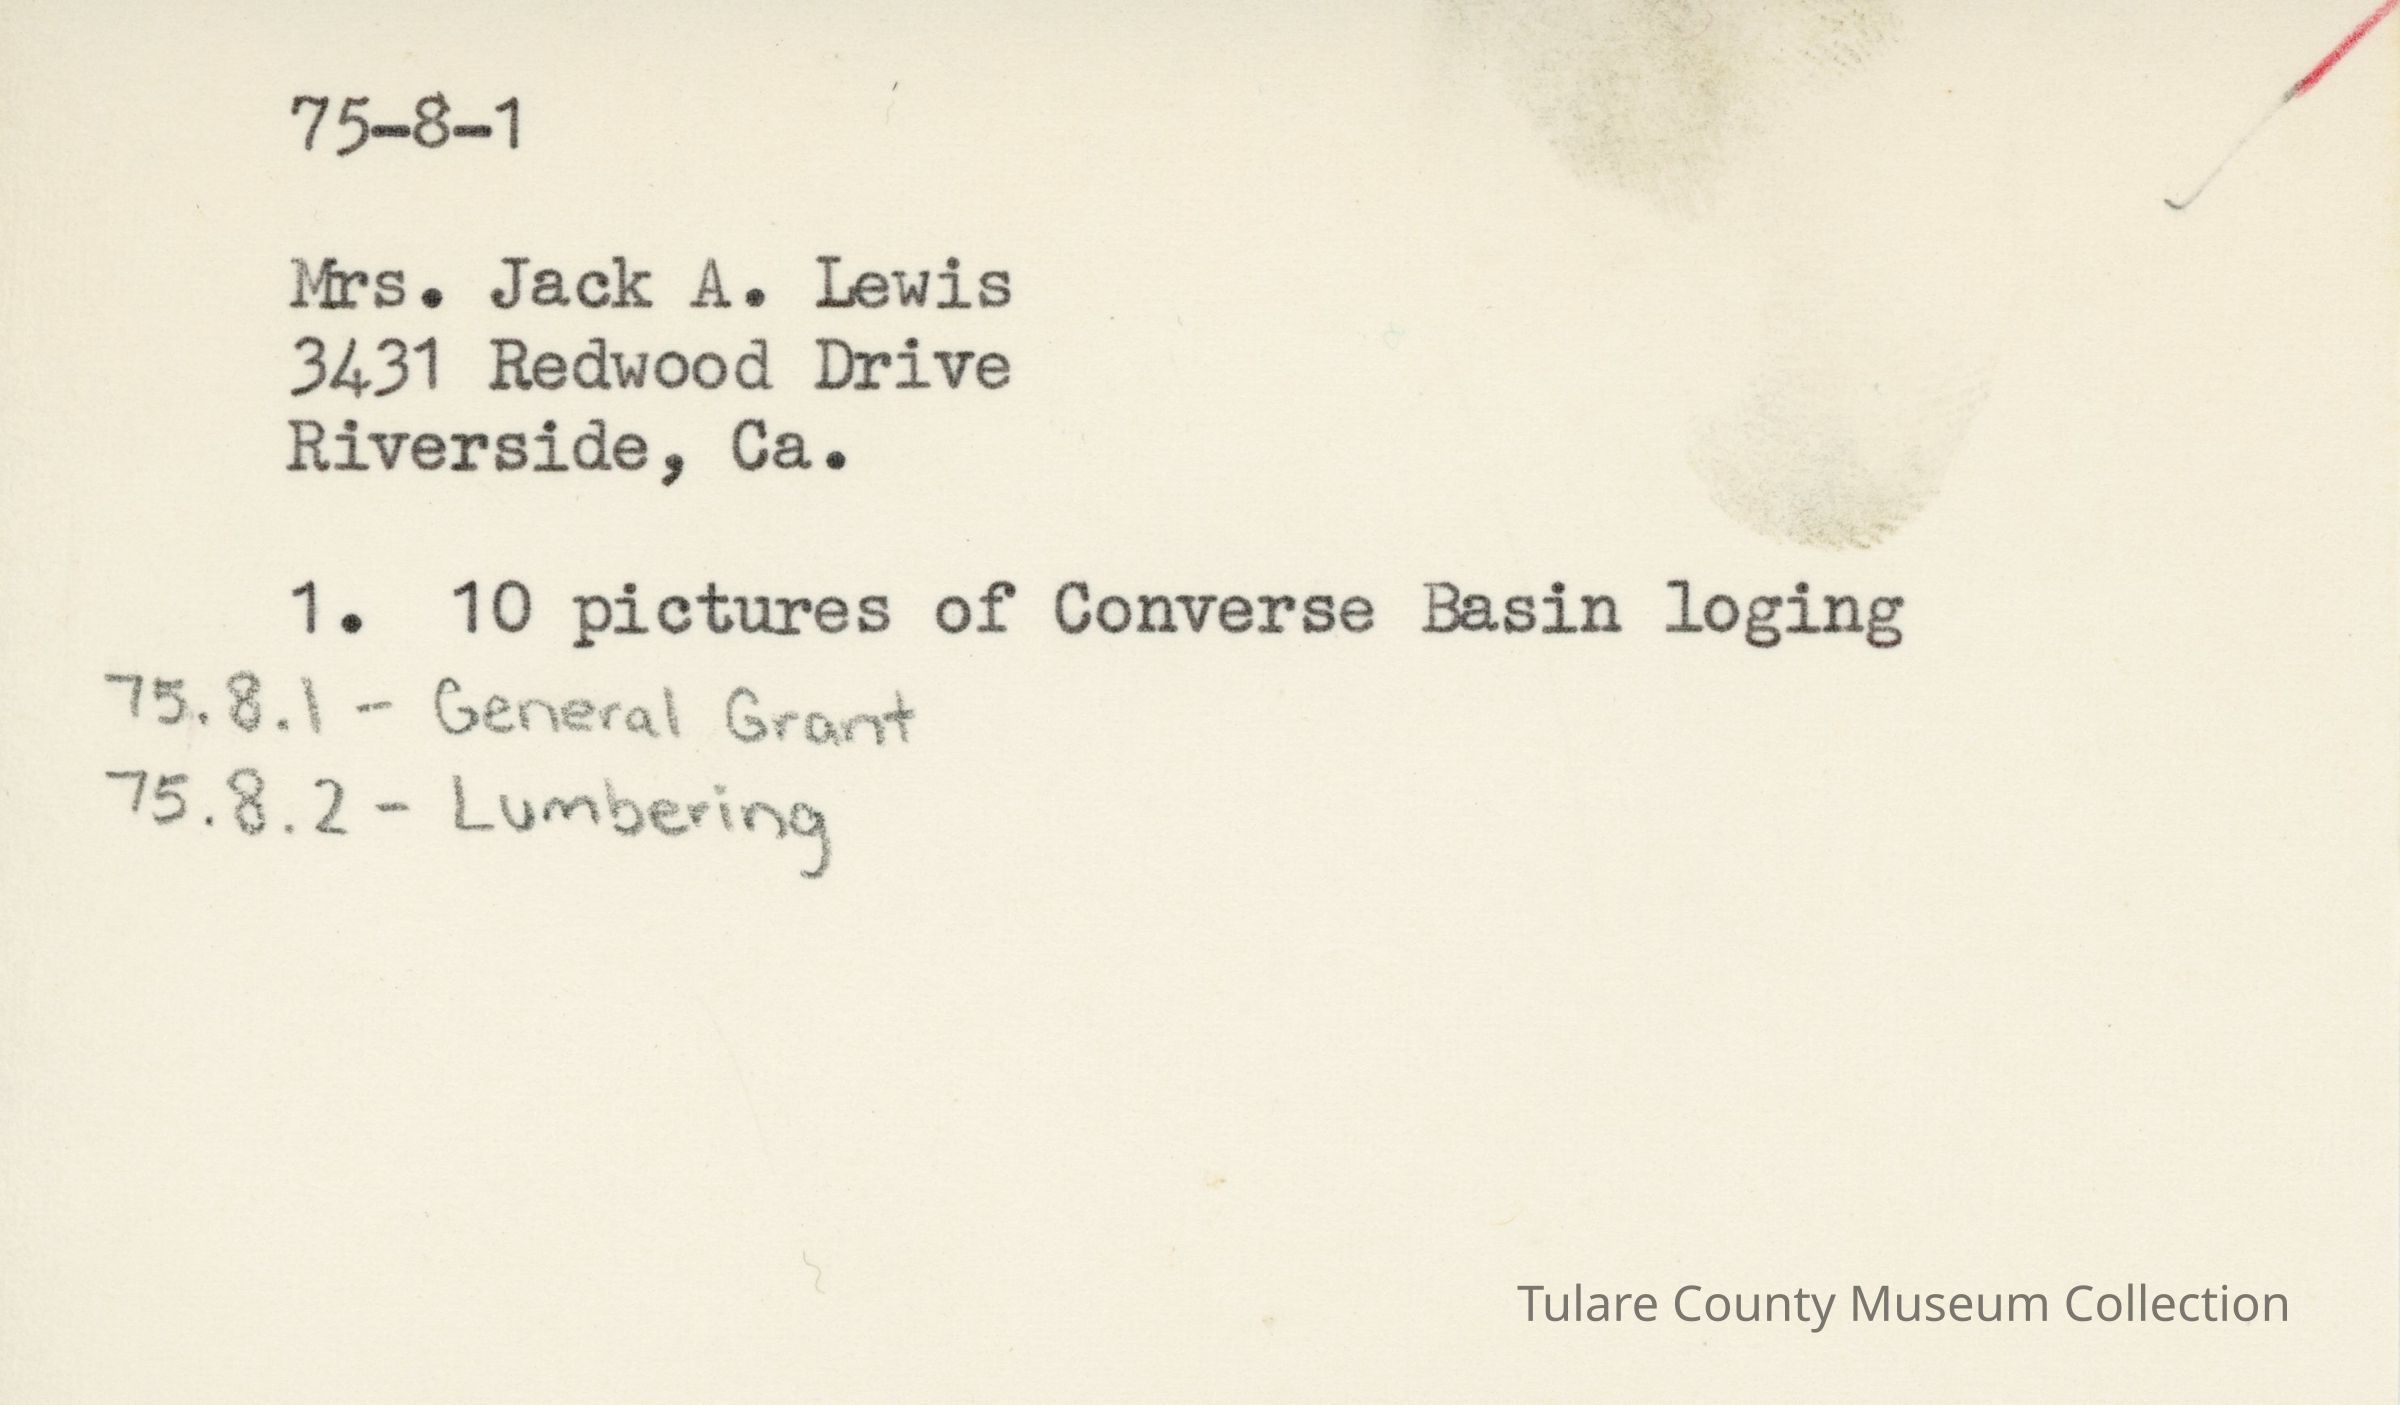 75-8-1
Mrs. Jack A. Lewis
3431 Redwood Drive
Riverside, Ca.
1. 10 pictures of Converse Basin loging
75.8.1 - General Grant
75.8.2 - Lumbering
Tulare County Museum Collection